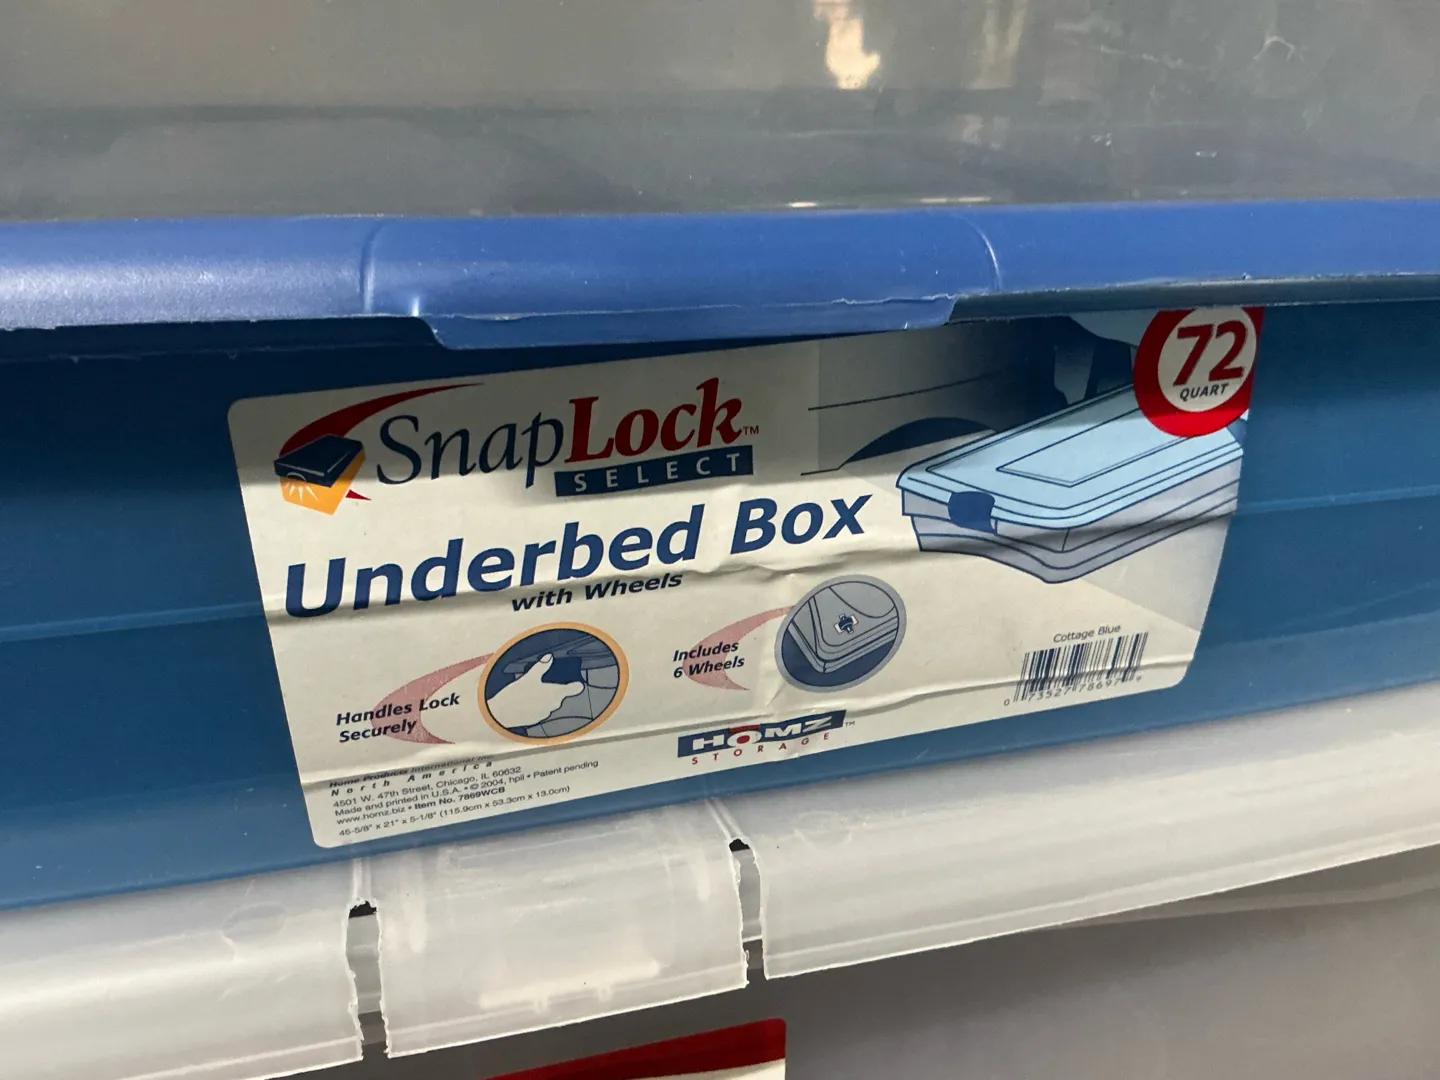 SnapLock™
SELECT
72
QUART
Underbed Box
with Wheels
Handles Lock
Securely
Includes
6 Wheels
Cottage Blue
HOMZ™
STORAGE
Home Products International
North America
4501 W. 47th Street, Chicago, IL 60632
Made and printed in U.S.A. • © 2004, hpii • Patent pending
www.homz.biz • Item No. 7869WCB
45-5/8" x 21" x 5-1/8" (115.9cm x 53.3cm x 13.0cm)